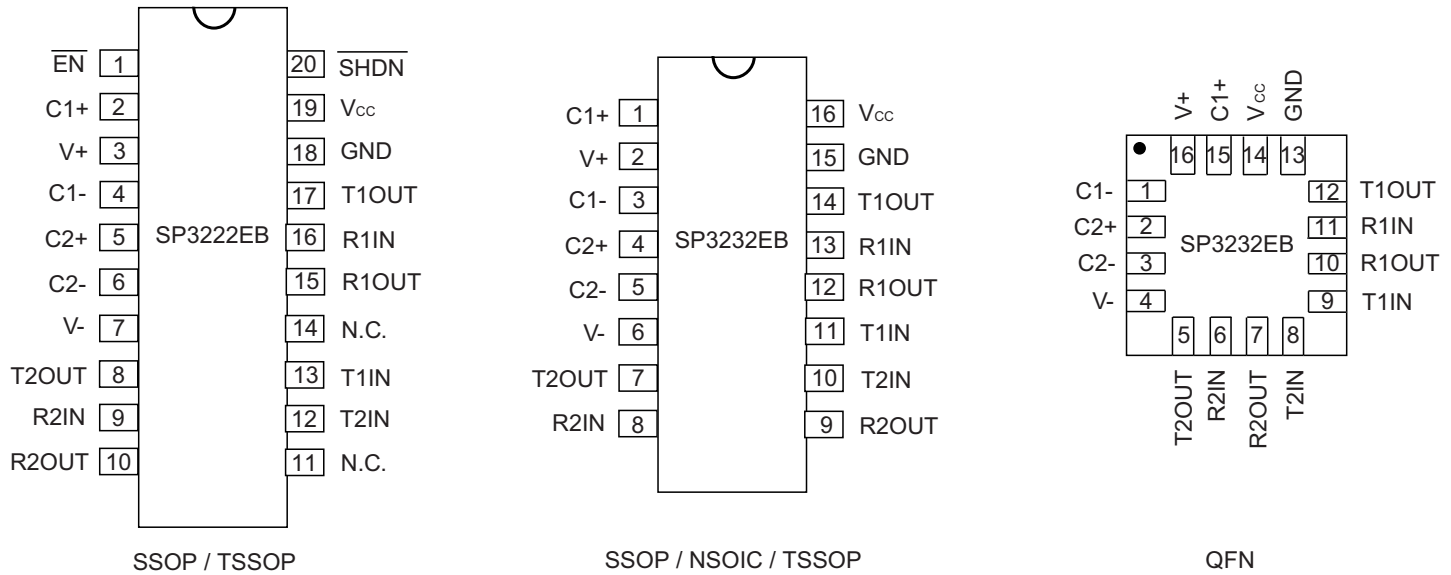 EN 1
C1+ 2
V+ 3
C1- 4
C2+ 5
C2- 6
V- 7
T2OUT 8
R2IN 9
R2OUT 10
SP3222EB
20 SHDN
19 Vcc
18 GND
17 T1OUT
16 R1IN
15 R1OUT
14 N.C.
13 T1IN
12 T2IN
11 N.C.
SSOP / TSSOP
C1+ 1
V+ 2
C1- 3
C2+ 4
C2- 5
V- 6
T2OUT 7
R2IN 8
SP3232EB
16 Vcc
15 GND
14 T1OUT
13 R1IN
12 R1OUT
11 T1IN
10 T2IN
9 R2OUT
SSOP / NSOIC / TSSOP
V+ C1+ Vcc GND
16 15 14 13
C1- 1
C2+ 2
C2- 3
V- 4
SP3232EB
12 T1OUT
11 R1IN
10 R1OUT
9 T1IN
5 6 7 8
T2OUT R2IN R2OUT T2IN
QFN